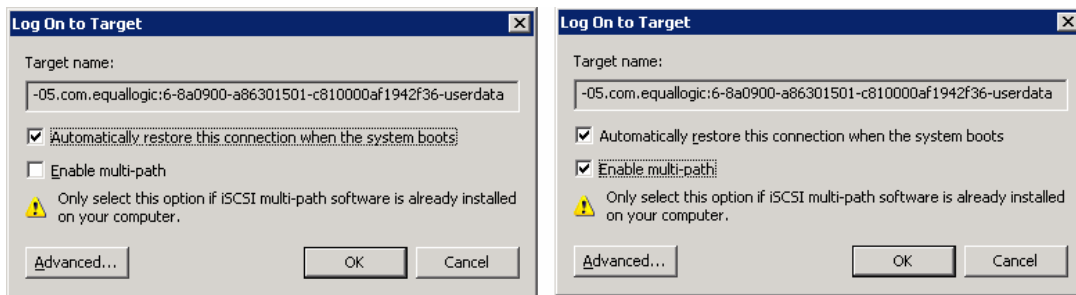 Log On to Target
Target name:
-05.com.equallogic:6-8a0900-a86301501-c810000af1942f36-userdata
Automatically restore this connection when the system boots
Enable multi-path
Only select this option if iSCSI multi-path software is already installed
on your computer.
Advanced...
OK
Cancel
Log On to Target
Target name:
-05.com.equallogic:6-8a0900-a86301501-c810000af1942f36-userdata
Automatically restore this connection when the system boots
Enable multi-path
Only select this option if iSCSI multi-path software is already installed
on your computer.
Advanced...
OK
Cancel